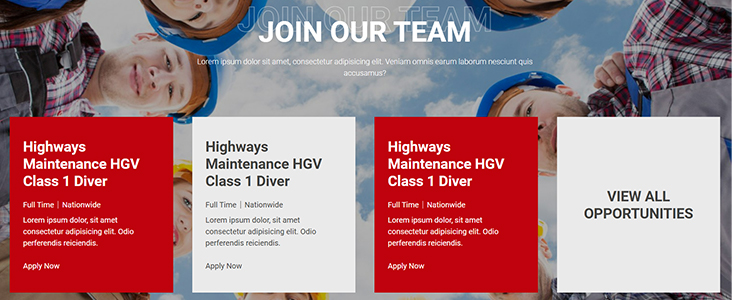 JOIN OUR TEAM
JOIN OUR TEAM
Lorem ipsum dolor sit amet, consectetur adipisicing elit. Veniam omnis earum laborum nesciunt quis
accusamus?
Highways
Maintenance HGV
Class 1 Diver
Full Time | Nationwide
Lorem ipsum dolor, sit amet
consectetur adipisicing elit. Odio
perferendis reiciendis.
Apply Now
Highways
Maintenance HGV
Class 1 Diver
Full Time | Nationwide
Lorem ipsum dolor, sit amet
consectetur adipisicing elit. Odio
perferendis reiciendis.
Apply Now
Highways
Maintenance HGV
Class 1 Diver
Full Time | Nationwide
Lorem ipsum dolor, sit amet
consectetur adipisicing elit. Odio
perferendis reiciendis.
Apply Now
VIEW ALL
OPPORTUNITIES